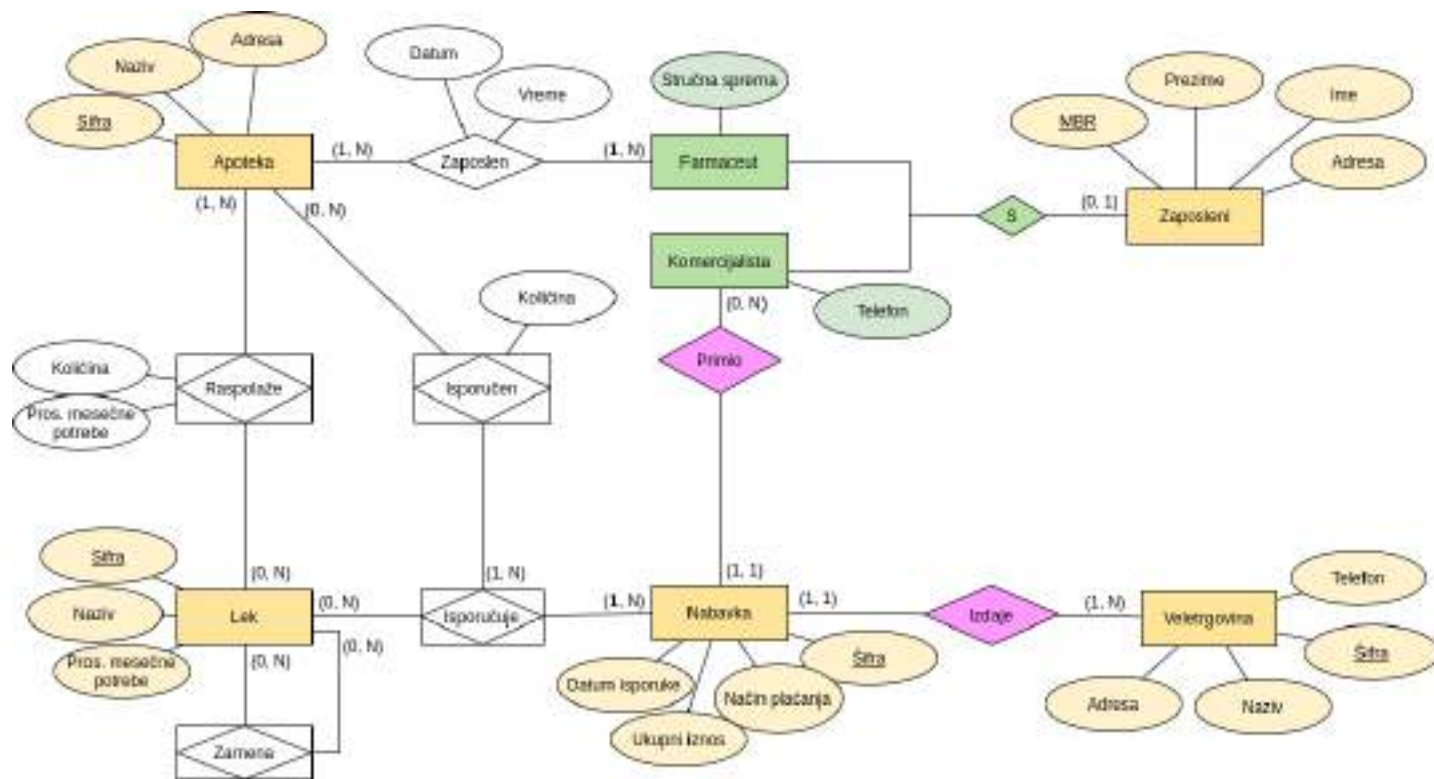 Adresa
Datum
Naziv
Stručna sprema
Prezime
Ime
Vreme
Šifra
MBR
(1, N)
(1, N)
Apoteka
Zaposlen
Farmaceut
Adresa
(1, N)
(0, N)
S
(0, 1)
Zaposleni
Komercijalista
Količina
(0, N)
Telefon
Količina
Raspolaže
Isporučen
Primio
Pros. mesečne
potrebe
Šifra
(0, N)
(1, N)
(1, 1)
Telefon
Naziv
Lek
(0, N)
Isporučuje
(1, N)
Nabavka
(1, 1)
Izdaje
(1, N)
Veletrgovina
(0, N)
(0, N)
Šifra
Šifra
Pros. mesečne
potrebe
Datum isporuke
Način plaćanja
Adresa
Naziv
Ukupni iznos
Zamena